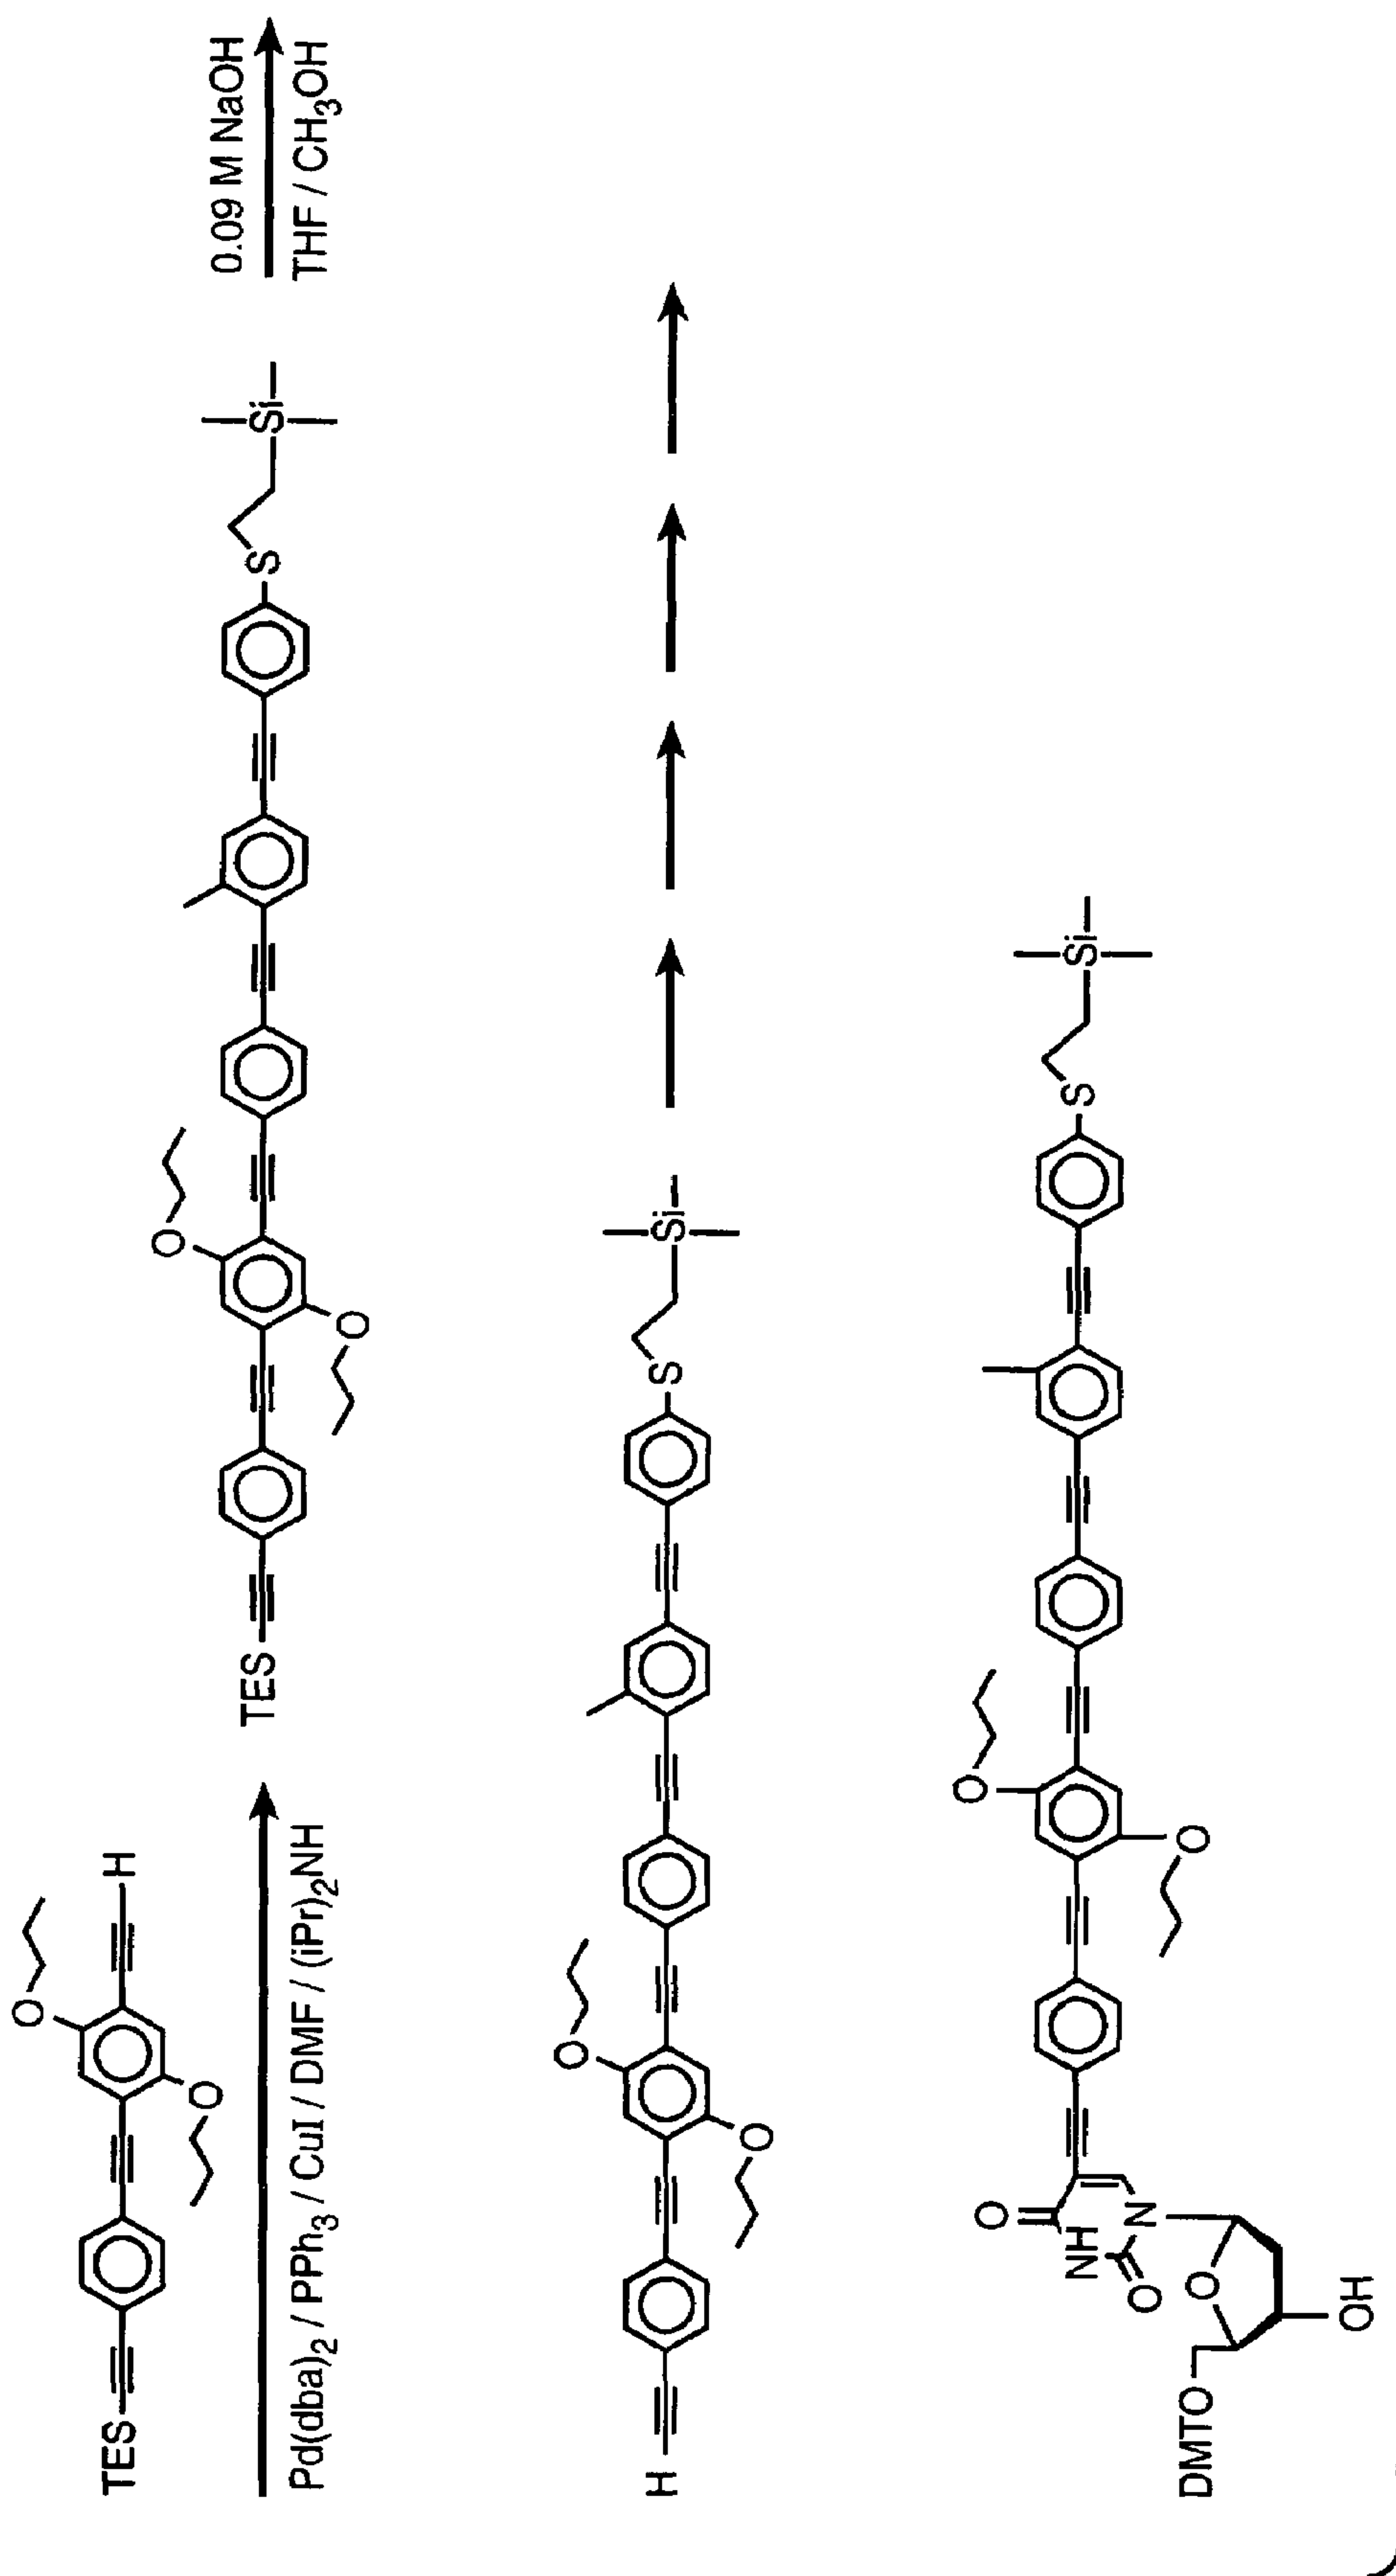 TES
H
O
O
Pd(dba)2 / PPh3 / CuI / DMF / (iPr)2NH
TES
O
O
S
Si
0.09 M NaOH
THF / CH3OH
H
O
O
S
Si
O
NH
O
N
DMTO
O
OH
O
O
S
Si